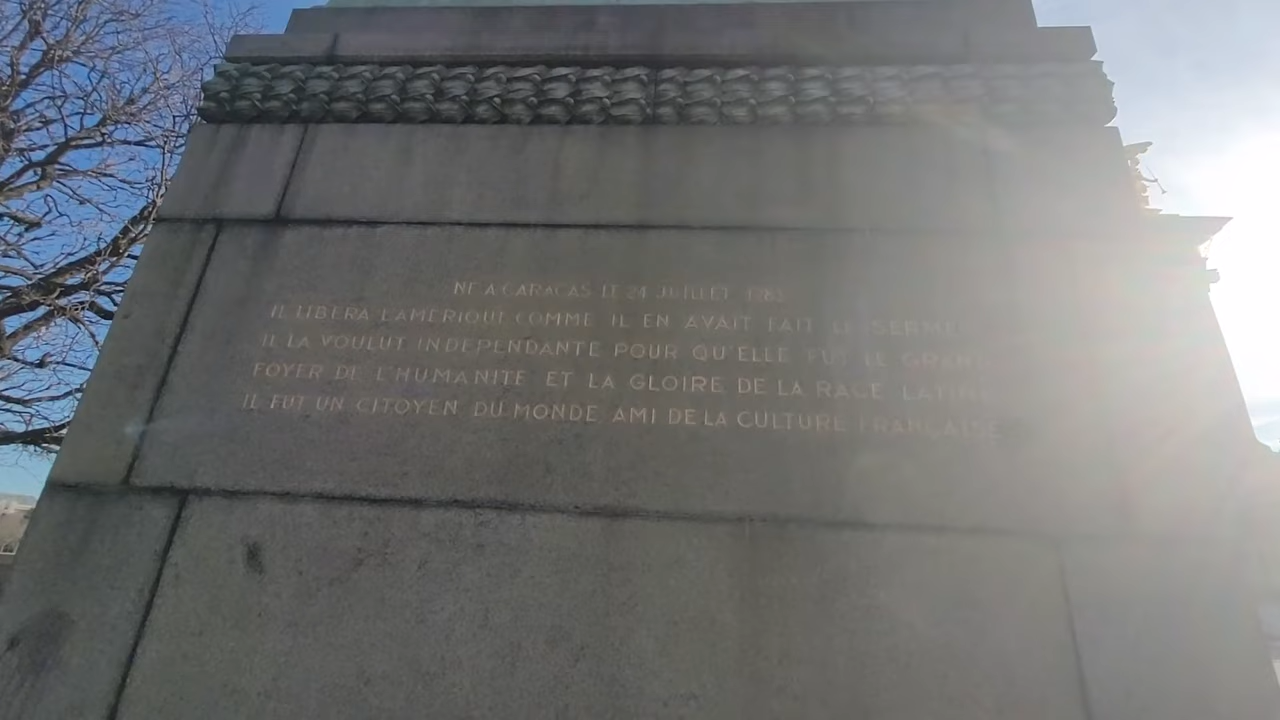 NE A CARACAS LE 24 JUILLET 1783
IL LIBERA L'AMERIQUE COMME IL EN AVAIT FAIT LE SERMENT
IL LA VOULUT INDEPENDANTE POUR QU'ELLE FUT LE GRAND
FOYER DE L'HUMANITE ET LA GLOIRE DE LA RACE LATINE
IL FUT UN CITOYEN DU MONDE AMI DE LA CULTURE FRANÇAISE